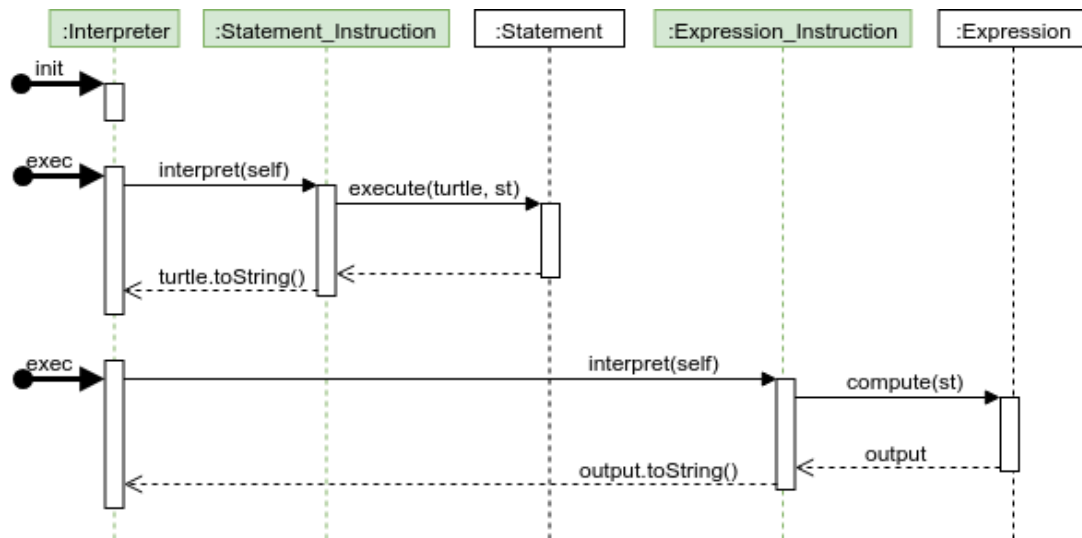 :Interpreter
:Statement_Instruction
:Statement
:Expression_Instruction
:Expression
init
exec
interpret(self)
execute(turtle, st)
turtle.toString()
exec
interpret(self)
compute(st)
output
output.toString()